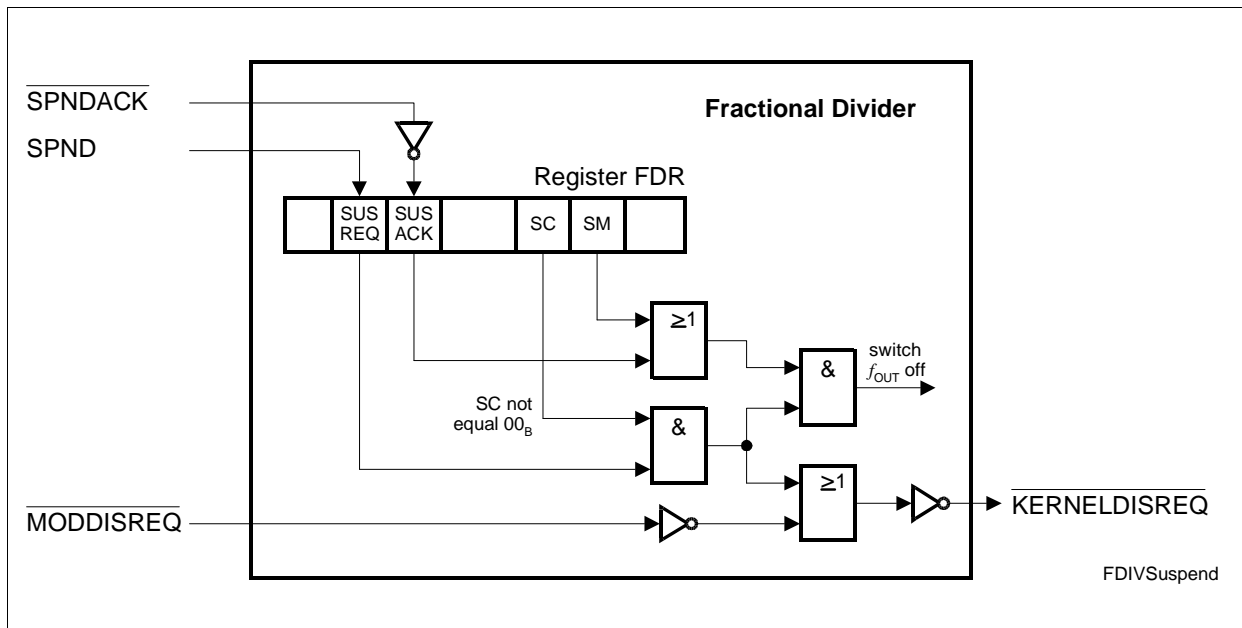 SPNDACK
SPND
Fractional Divider
Register FDR
SUS REQ
SUS ACK
SC
SM
≥1
&
switch
fOUT off
SC not
equal 00B
&
≥1
MODDISREQ
KERNELDISREQ
FDIVSuspend